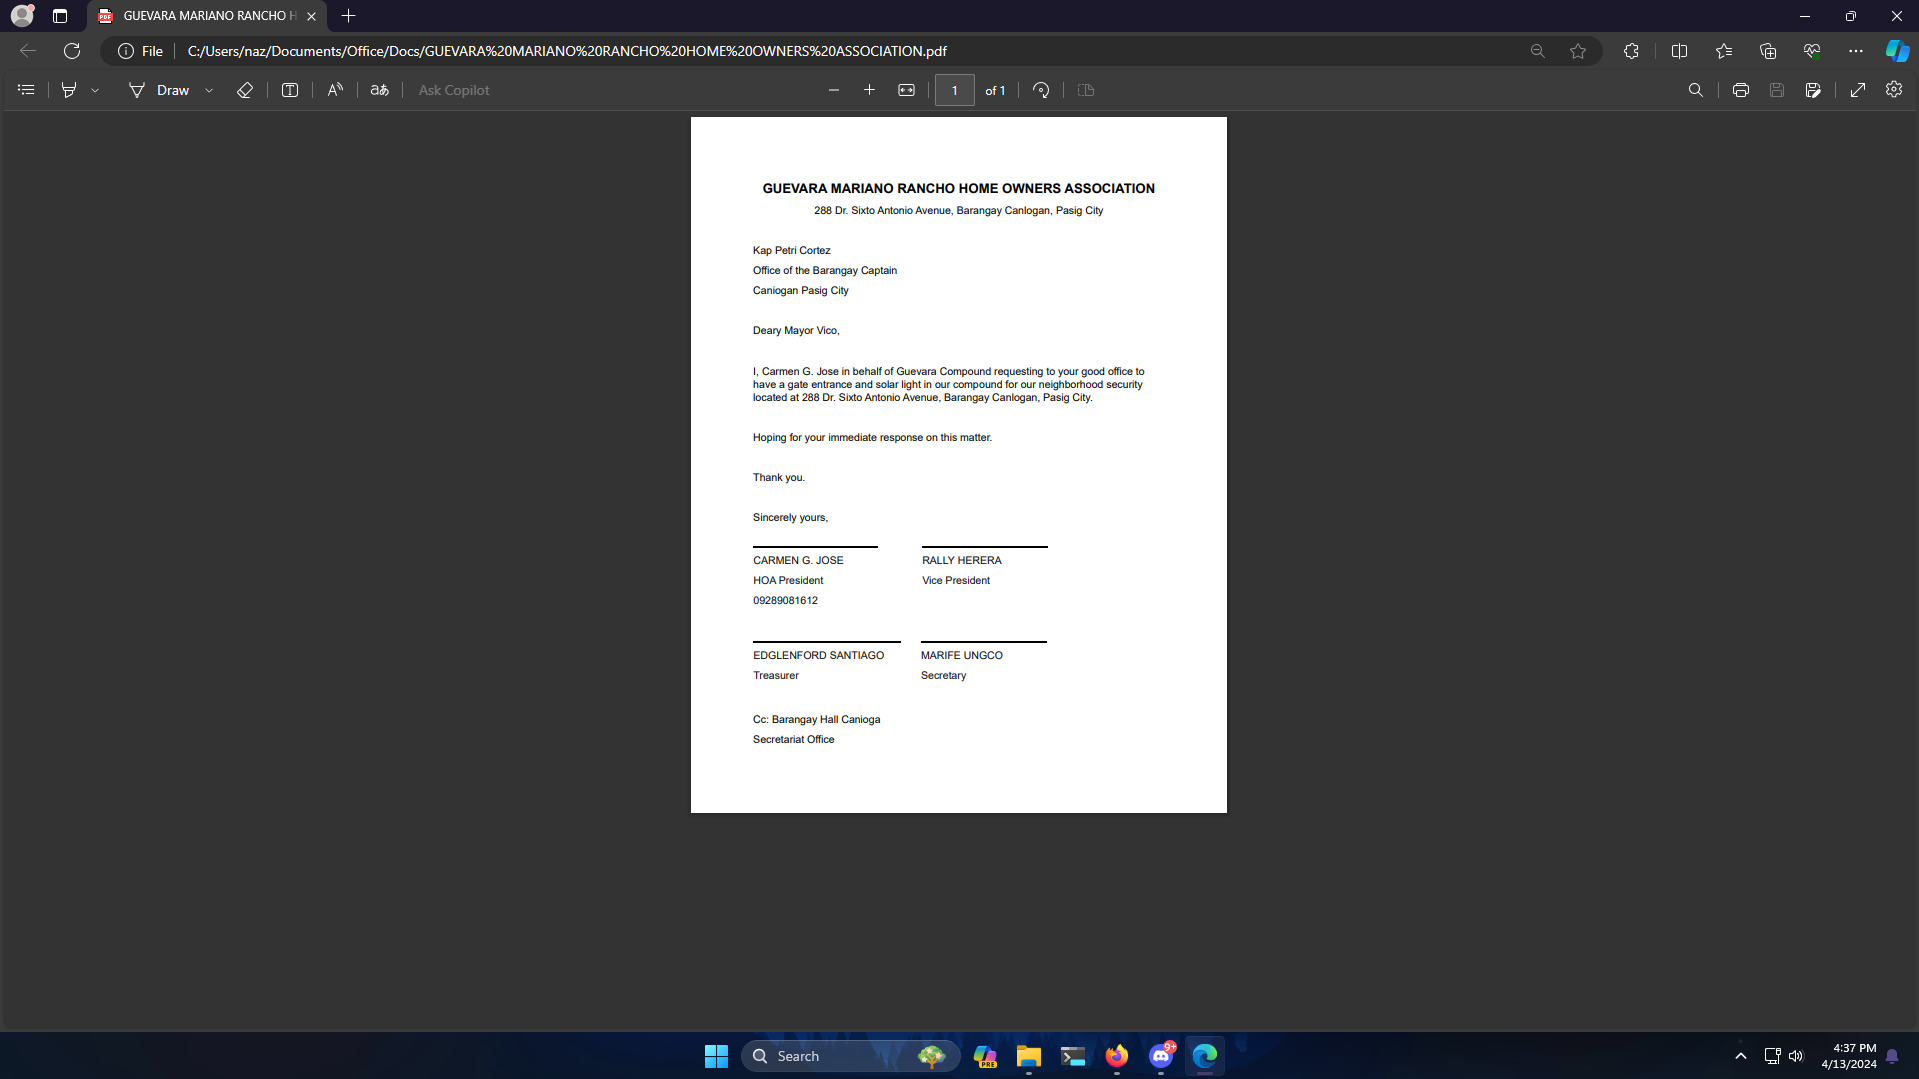 GUEVARA MARIANO RANCHO H
File
C:/Users/naz/Documents/Office/Docs/GUEVARA%20MARIANO%20RANCHO%20HOME%20OWNERS%20ASSOCIATION.pdf
Draw
aあ
Ask Copilot
1
of 1
GUEVARA MARIANO RANCHO HOME OWNERS ASSOCIATION
288 Dr. Sixto Antonio Avenue, Barangay Canlogan, Pasig City
Kap Petri Cortez
Office of the Barangay Captain
Caniogan Pasig City
Deary Mayor Vico,
I, Carmen G. Jose in behalf of Guevara Compound requesting to your good office to
have a gate entrance and solar light in our compound for our neighborhood security
located at 288 Dr. Sixto Antonio Avenue, Barangay Canlogan, Pasig City.
Hoping for your immediate response on this matter.
Thank you.
Sincerely yours,
CARMEN G. JOSE RALLY HERERA
HOA President Vice President
09289081612
EDGLENFORD SANTIAGO MARIFE UNGCO
Treasurer Secretary
Cc: Barangay Hall Canioga
Secretariat Office
Search
PRE
9+
4:37 PM
4/13/2024